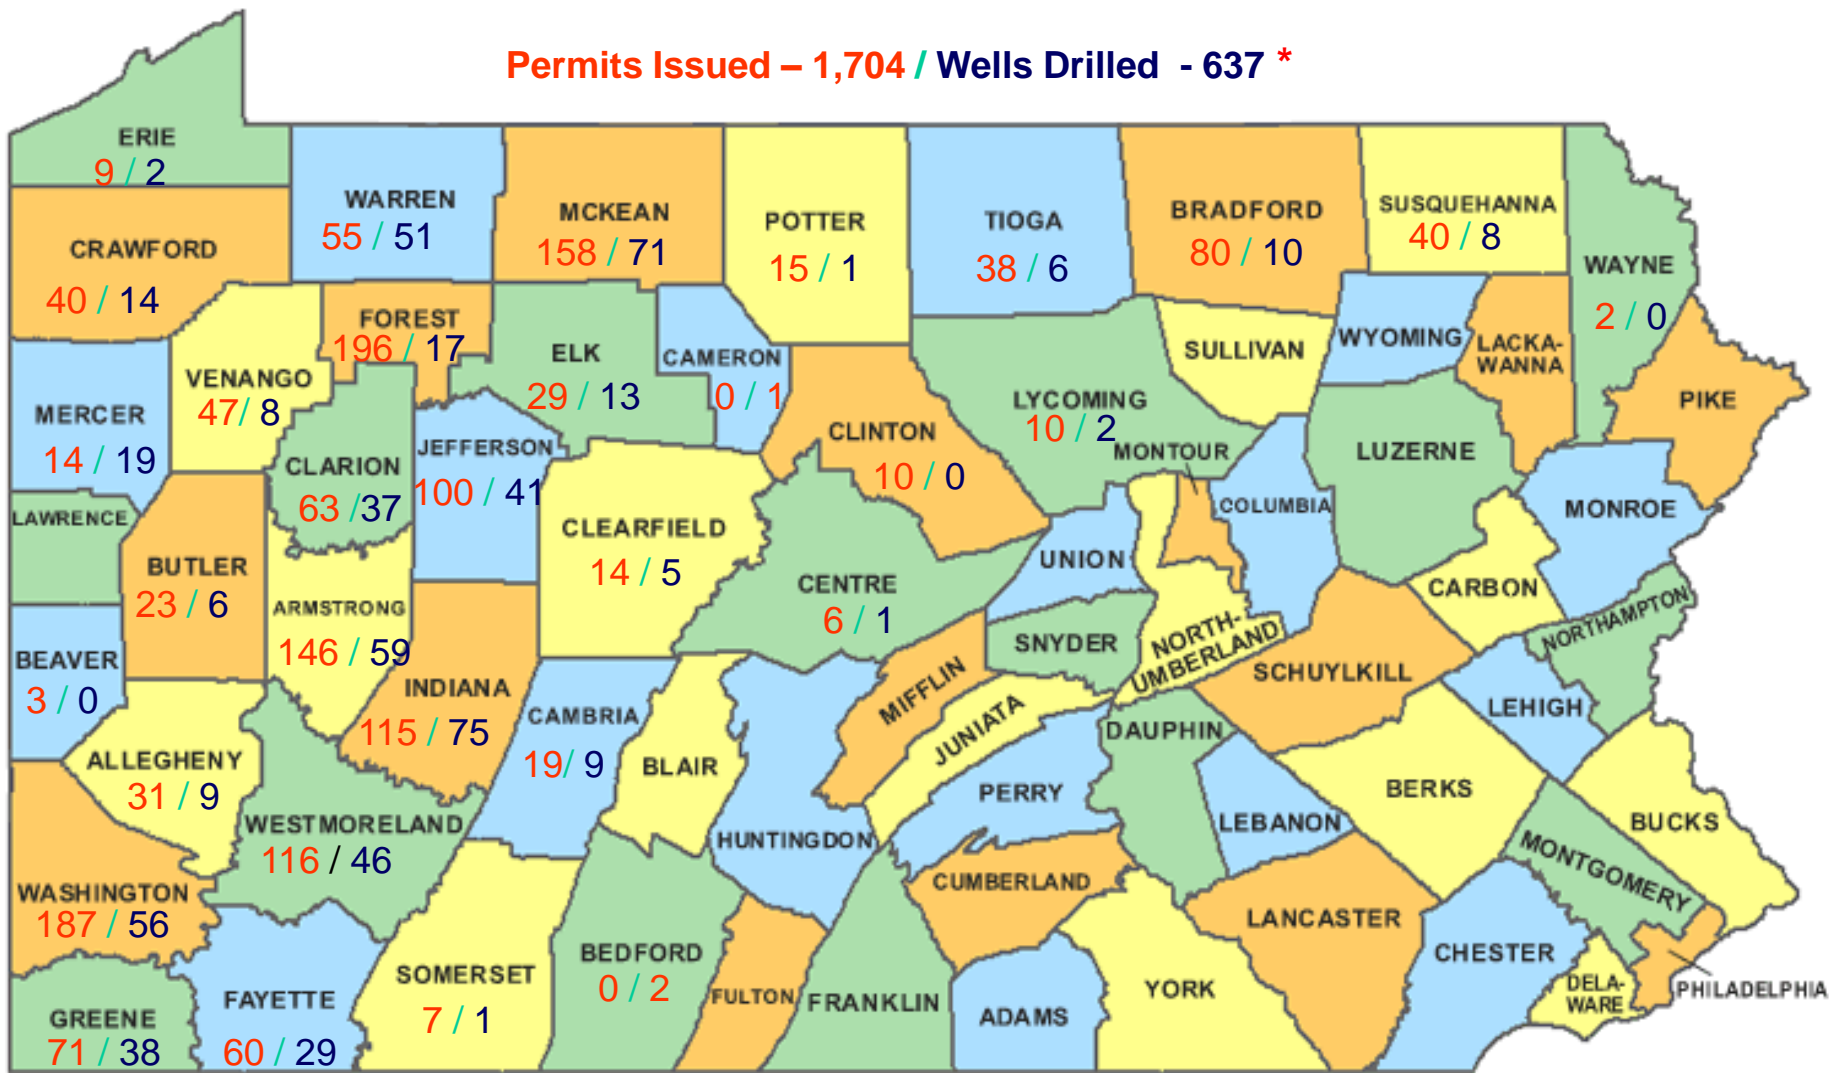 Permits Issued – 1,704 / Wells Drilled - 637 *
ERIE
9 / 2
WARREN
55 / 51
MCKEAN
158 / 71
POTTER
15 / 1
TIOGA
38 / 6
BRADFORD
80 / 10
SUSQUEHANNA
40 / 8
WAYNE
2 / 0
CRAWFORD
40 / 14
FOREST
196 / 17
ELK
29 / 13
CAMERON
0 / 1
SULLIVAN
WYOMING
LACKA-
WANNA
PIKE
MERCER
14 / 19
VENANGO
47/ 8
CLARION
63 /37
JEFFERSON
100 / 41
CLINTON
10 / 0
LYCOMING
10 / 2
MONTOUR
COLUMBIA
LUZERNE
MONROE
LAWRENCE
BUTLER
23 / 6
ARMSTRONG
146 / 59
CLEARFIELD
14 / 5
CENTRE
6 / 1
UNION
SNYDER
NORTH-
UMBERLAND
CARBON
NORTHAMPTON
BEAVER
3 / 0
INDIANA
115 / 75
CAMBRIA
19/ 9
BLAIR
MIFFLIN
JUNIATA
SCHUYLKILL
LEHIGH
ALLEGHENY
31 / 9
WESTMORELAND
116 / 46
HUNTINGDON
PERRY
DAUPHIN
LEBANON
BERKS
BUCKS
MONTGOMERY
WASHINGTON
187 / 56
CUMBERLAND
LANCASTER
CHESTER
DELA-
WARE
PHILADELPHIA
GREENE
71 / 38
FAYETTE
60 / 29
SOMERSET
7 / 1
BEDFORD
0 / 2
FULTON
FRANKLIN
ADAMS
YORK